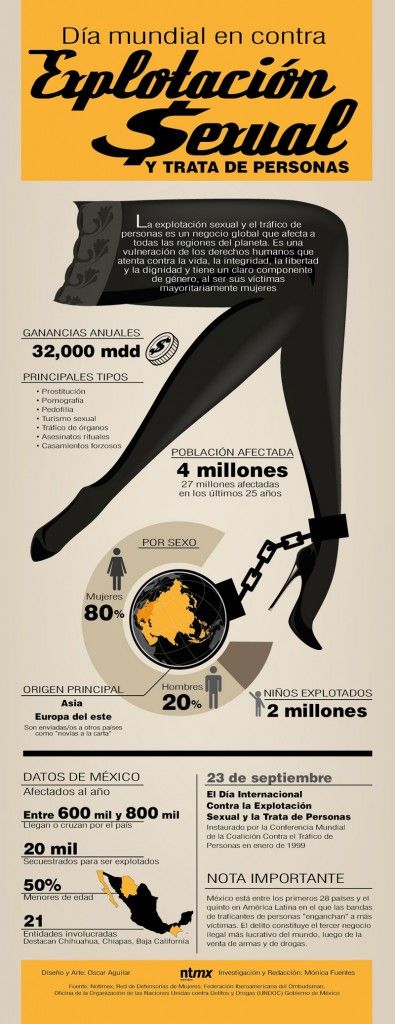 Día mundial en contra
Explotación
$exual
Y TRATA DE PERSONAS
La explotación sexual y el tráfico de
personas es un negocio global que afecta a
todas las regiones del planeta. Es una
vulneración de los derechos humanos que
atenta contra la vida, la integridad, la libertad
y la dignidad y tiene un claro componente
de género, al ser sus víctimas
mayoritariamente mujeres
GANANCIAS ANUALES
32,000 mdd
$
PRINCIPALES TIPOS
• Prostitución
• Pornografía
• Pedofilia
• Turismo sexual
• Tráfico de órganos
• Asesinatos rituales
• Casamientos forzosos
POBLACIÓN AFECTADA
4 millones
27 millones afectadas
en los últimos 25 años
POR SEXO
Mujeres
80%
Hombres
20%
ORIGEN PRINCIPAL
Asia
Europa del este
Son enviadas/os a otros países
como "novias a la carta"
NIÑOS EXPLOTADOS
2 millones
DATOS DE MÉXICO
Afectados al año
Entre 600 mil y 800 mil
Llegan o cruzan por el país
20 mil
Secuestrados para ser explotados
50%
Menores de edad
21
Entidades involucradas
Destacan Chihuahua, Chiapas, Baja California
23 de septiembre
El Día Internacional
Contra la Explotación
Sexual y la Trata de Personas
Instaurado por la Conferencia Mundial
de la Coalición Contra el Tráfico de
Personas en enero de 1999
NOTA IMPORTANTE
México está entre los primeros 28 países y el
quinto en América Latina en el que las bandas
de traficantes de personas "enganchan" a más
víctimas. El delito constituye el tercer negocio
ilegal más lucrativo del mundo, luego de la
venta de armas y de drogas.
Diseño y Arte: Oscar Aguilar
ntmx
Investigación y Redacción: Mónica Fuentes
Fuente: Notimex, Red de Defensorías de Mujeres, Federación Iberoamericana del Ombudsman,
Oficina de la Organización de las Naciones Unidas contra Delitos y Drogas (UNDOC) Gobierno de México